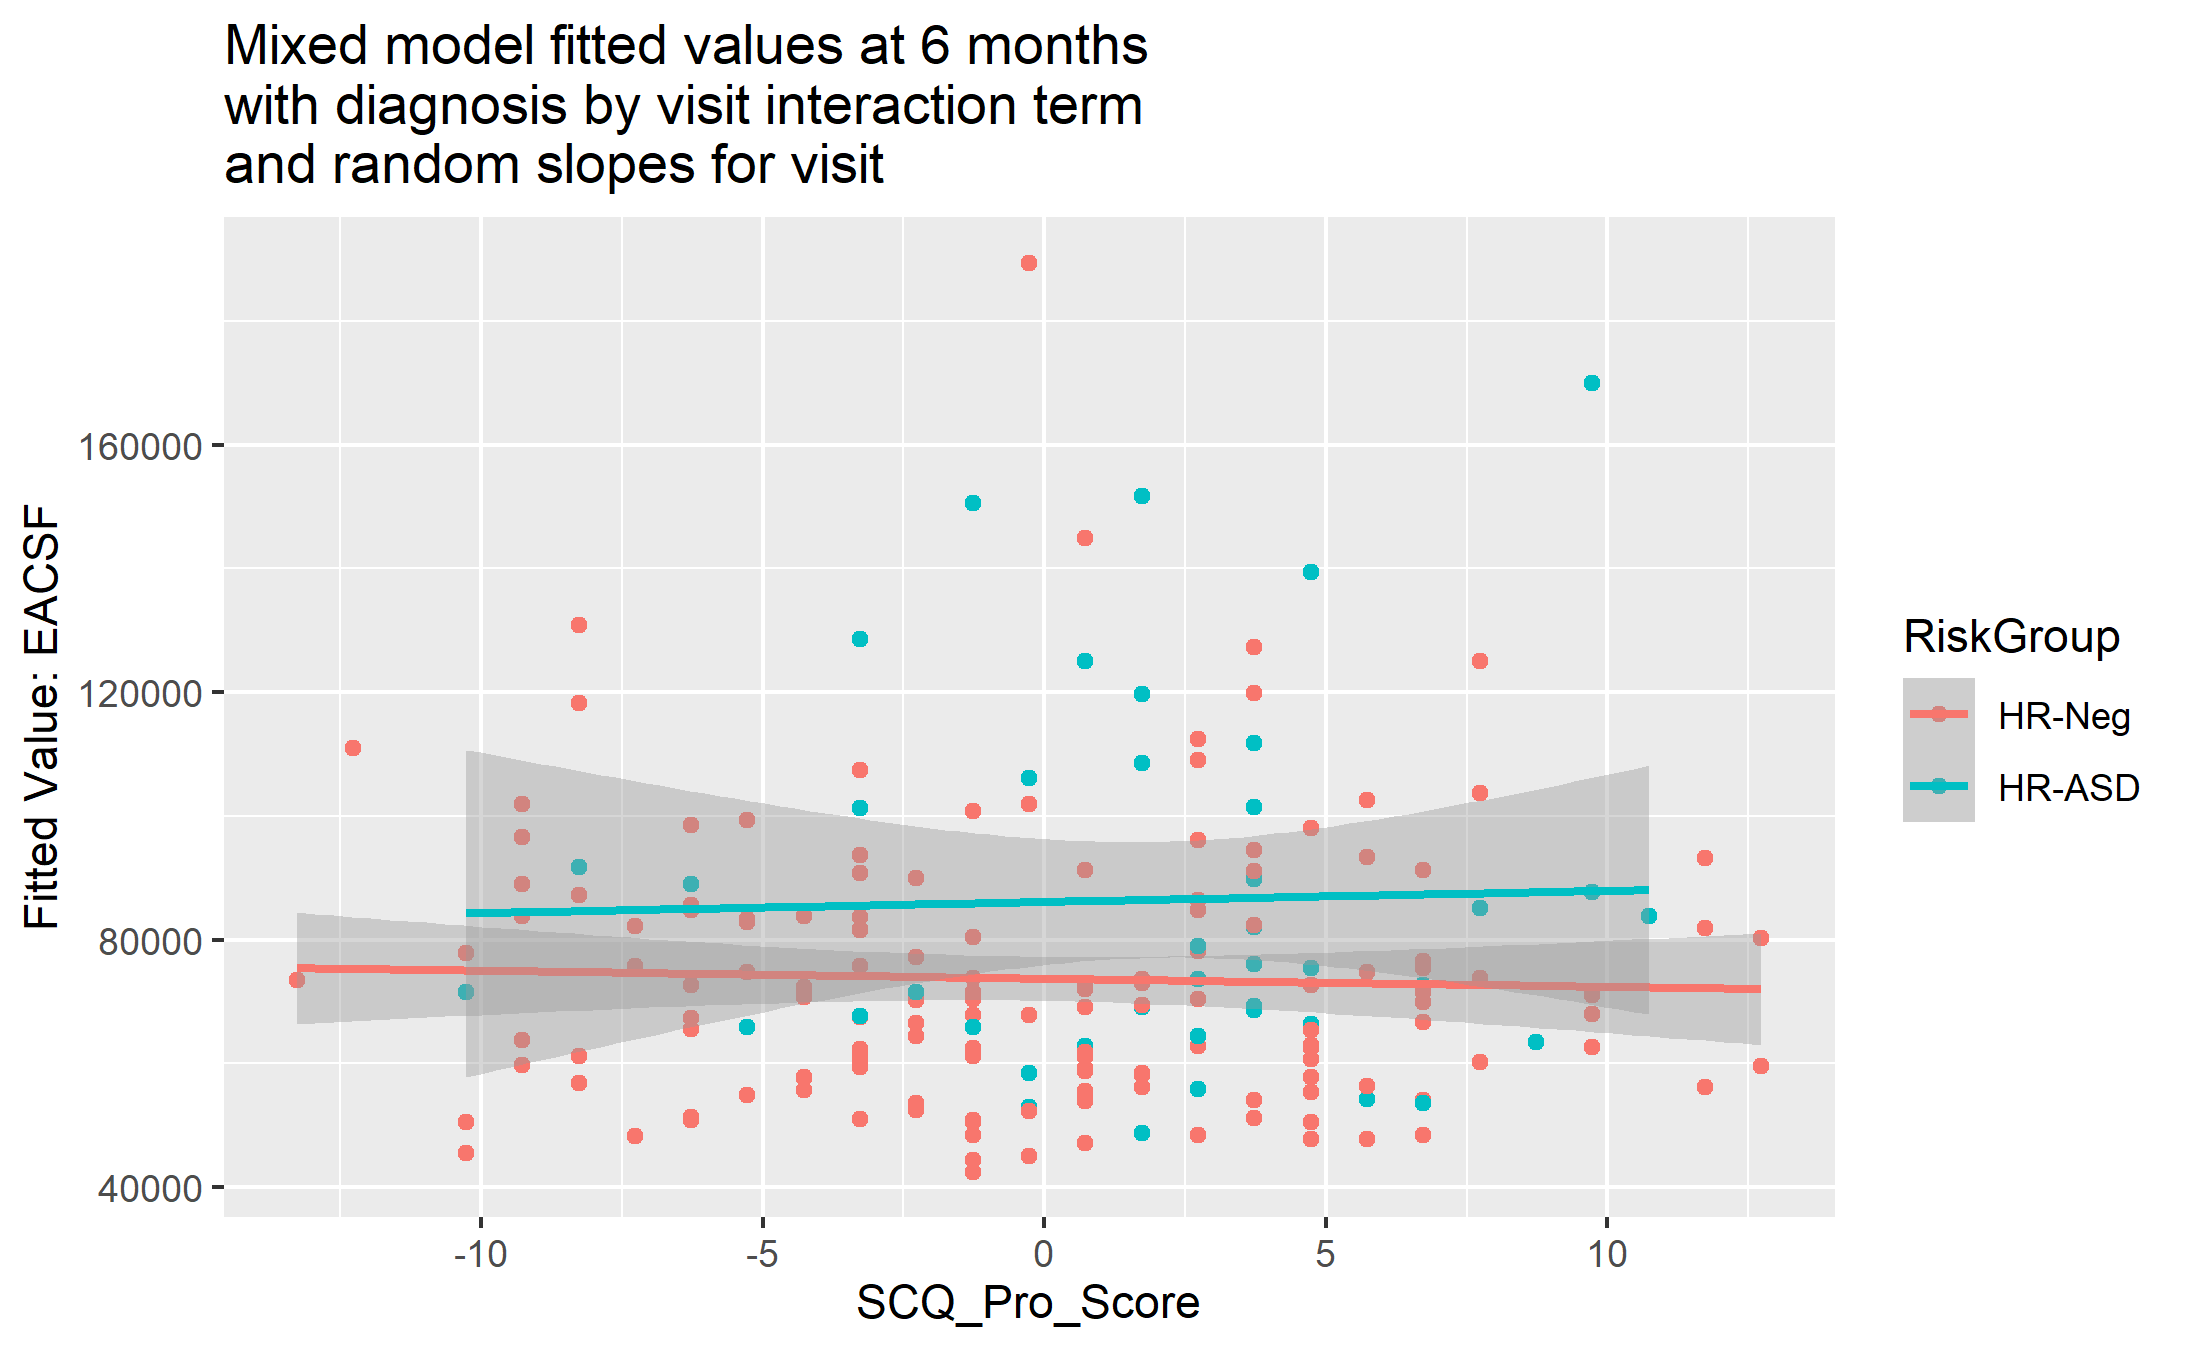 Mixed model fitted values at 6 months
with diagnosis by visit interaction term
and random slopes for visit
Fitted Value: EACSF
160000
120000
80000
40000
-10
-5
0
5
10
SCQ_Pro_Score
RiskGroup
HR-Neg
HR-ASD